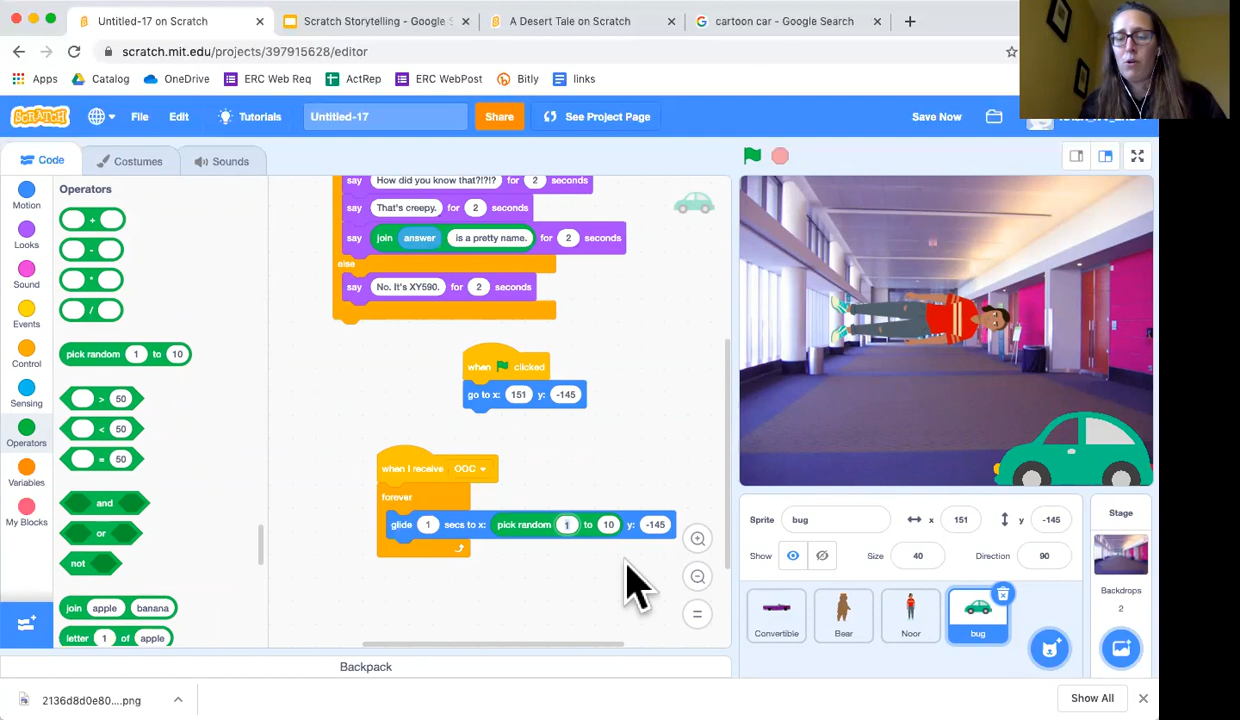 Untitled-17 on Scratch
Scratch Storytelling - Google S
A Desert Tale on Scratch
cartoon car - Google Search
scratch.mit.edu/projects/397915628/editor
Apps
Catalog
OneDrive
ERC Web Req
ActRep
ERC WebPost
Bitly
links
SCRATCH
File
Edit
Tutorials
Untitled-17
Share
See Project Page
Save Now
Code
Costumes
Sounds
Motion
Looks
Sound
Events
Control
Sensing
Operators
Variables
My Blocks
Operators
+
-
*
/
pick random 1 to 10
> 50
< 50
= 50
and
or
not
join apple banana
letter 1 of apple
say How did you know that?!?!? for 2 seconds
say That's creepy. for 2 seconds
say join answer is a pretty name. for 2 seconds
else
say No. It's XY590. for 2 seconds
when clicked
go to x: 151 y: -145
when I receive OOC
forever
glide 1 secs to x: pick random 1 to 10 y: -145
Sprite bug x 151 y -145
Show Size 40 Direction 90
Convertible
Bear
Noor
bug
Stage
Backdrops
2
Backpack
2136d8d0e80....png
Show All